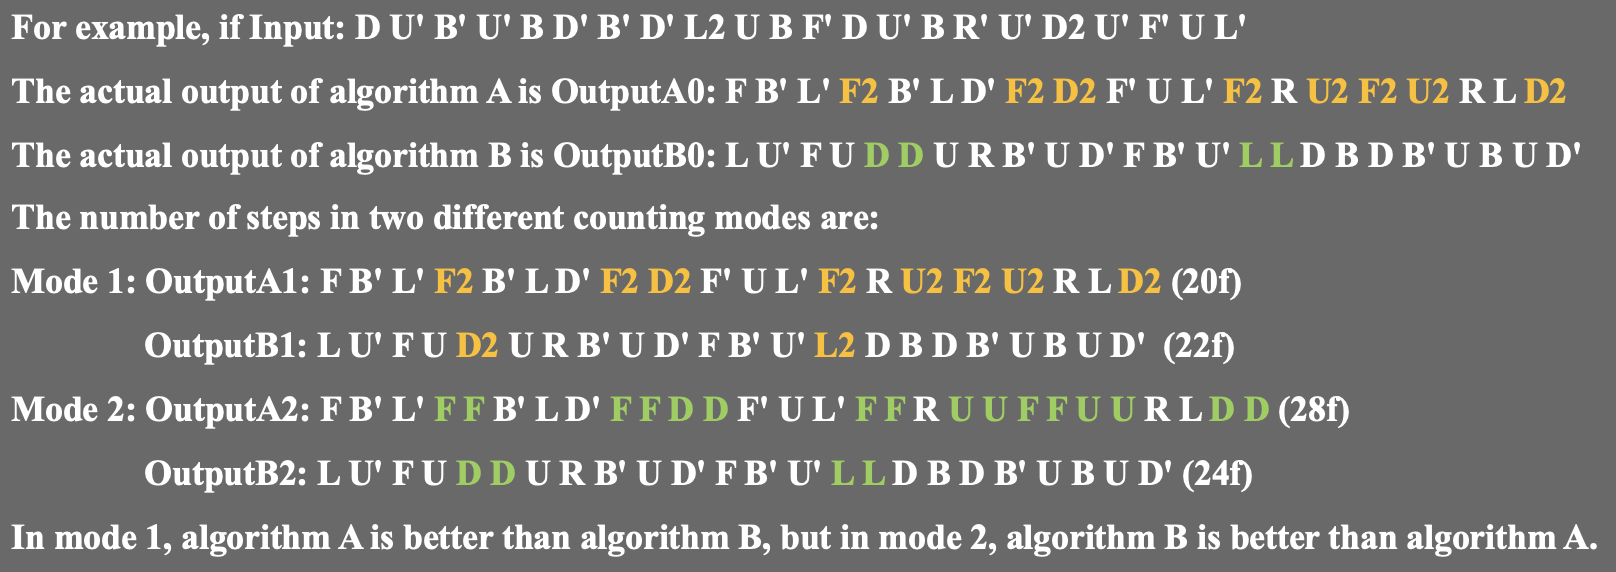 For example, if Input: D U' B' U' B D' B' D' L2 U B F' D U' B R' U' D2 U' F' U L'
The actual output of algorithm A is OutputA0: F B' L' F2 B' L D' F2 D2 F' U L' F2 R U2 F2 U2 R L D2
The actual output of algorithm B is OutputB0: L U' F U D D U R B' U D' F B' U' L L D B D B' U B U D'
The number of steps in two different counting modes are:
Mode 1: OutputA1: F B' L' F2 B' L D' F2 D2 F' U L' F2 R U2 F2 U2 R L D2 (20f)
OutputB1: L U' F U D2 U R B' U D' F B' U' L2 D B D B' U B U D' (22f)
Mode 2: OutputA2: F B' L' F F B' L D' F F D D F' U L' F F R U U F F U U R L D D (28f)
OutputB2: L U' F U D D U R B' U D' F B' U' L L D B D B' U B U D' (24f)
In mode 1, algorithm A is better than algorithm B, but in mode 2, algorithm B is better than algorithm A.